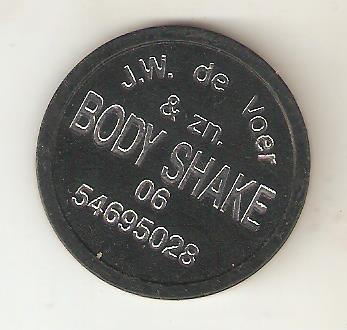 J.W. de Voer
& zn.
BODY SHAKE
06
54695028